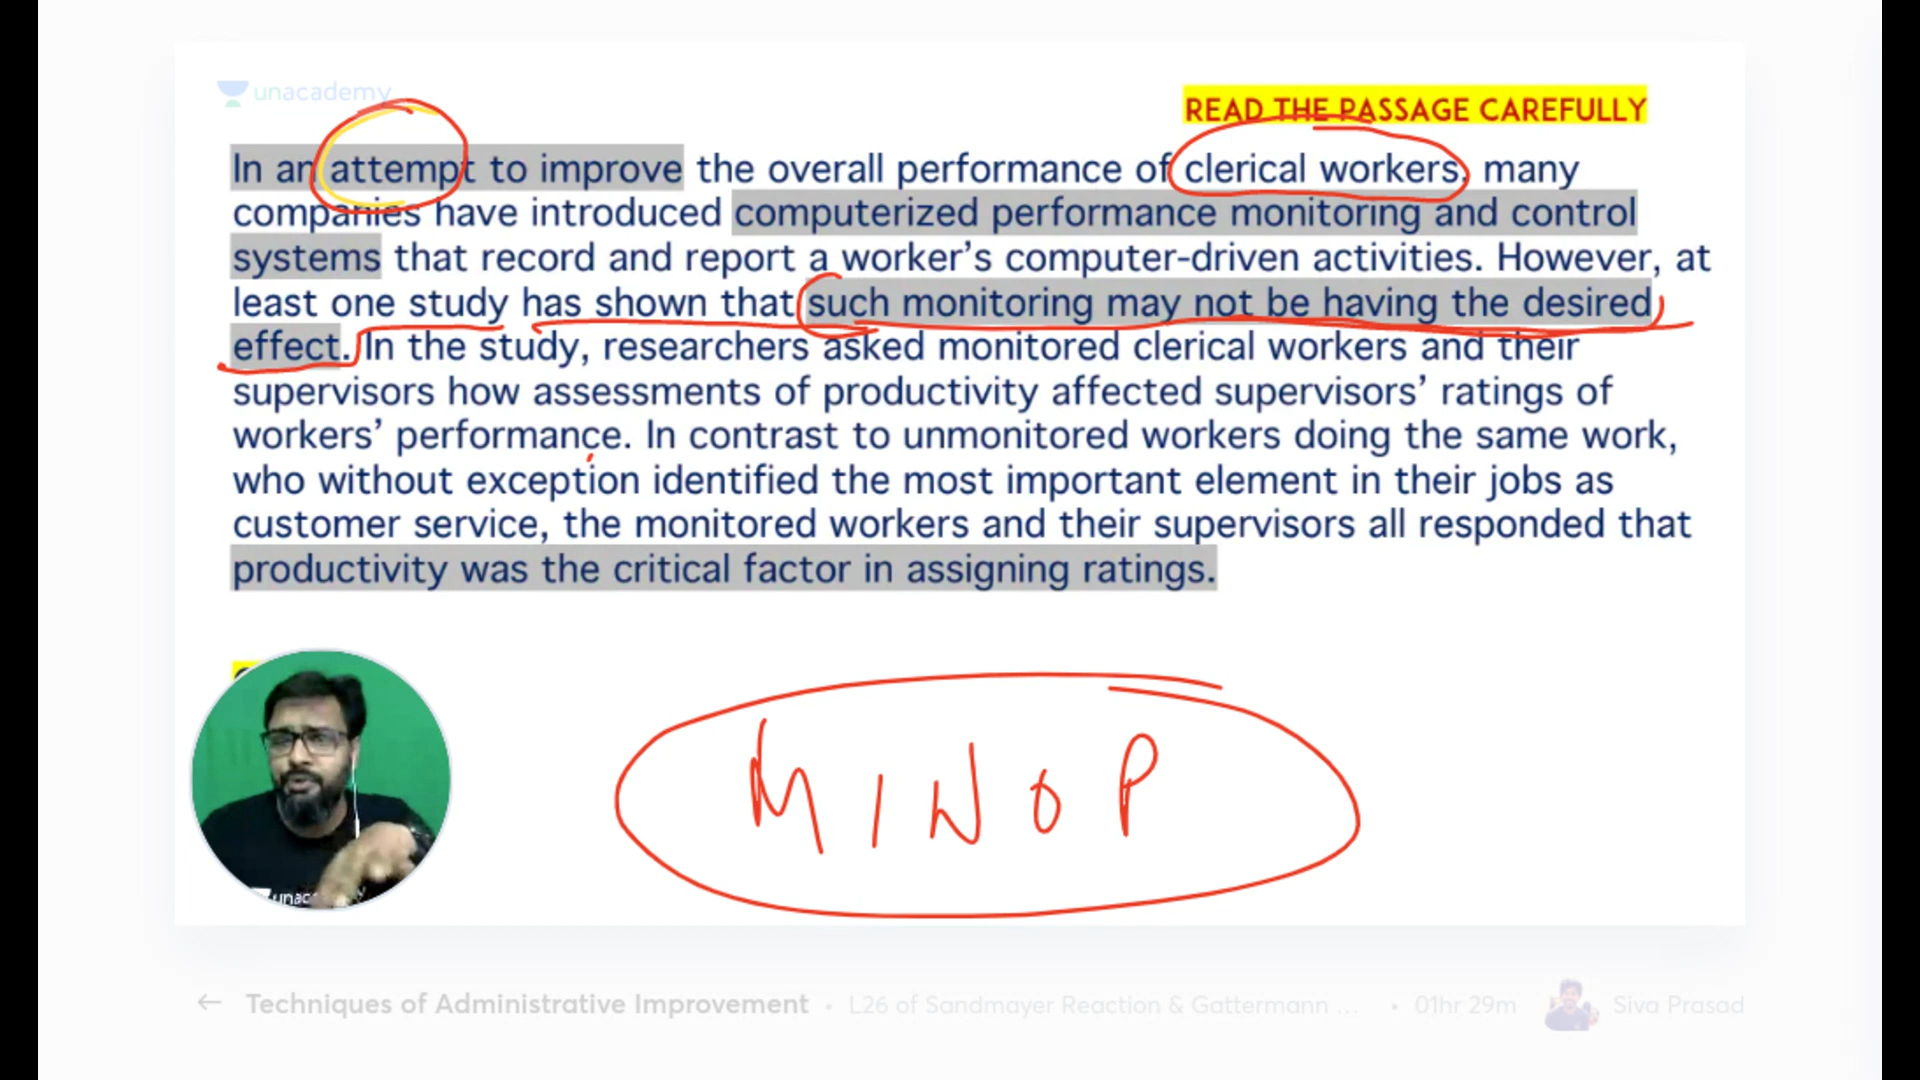 unacademy
READ THE PASSAGE CAREFULLY
In an attempt to improve the overall performance of clerical workers, many
companies have introduced computerized performance monitoring and control
systems that record and report a worker's computer-driven activities. However, at
least one study has shown that such monitoring may not be having the desired
effect. In the study, researchers asked monitored clerical workers and their
supervisors how assessments of productivity affected supervisors' ratings of
workers' performance. In contrast to unmonitored workers doing the same work,
who without exception identified the most important element in their jobs as
customer service, the monitored workers and their supervisors all responded that
productivity was the critical factor in assigning ratings.
M I N O P
← Techniques of Administrative Improvement • L26 of Sandmayer Reaction & Gattermann ... • 01hr 29m Siva Prasad